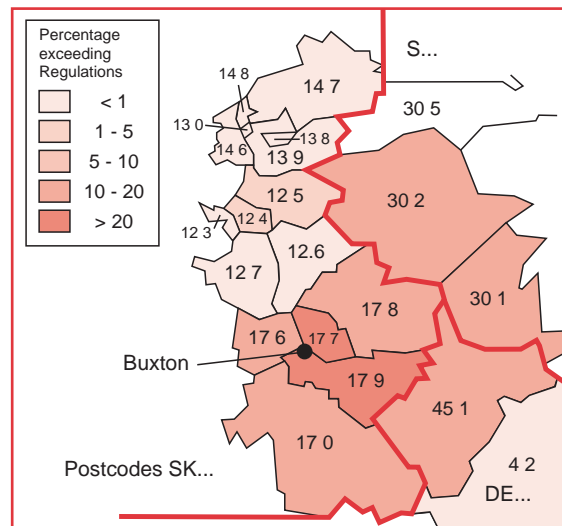 Percentage
exceeding
Regulations
< 1
1 - 5
5 - 10
10 - 20
> 20
S...
14 8
14 7
30 5
13 0
13 8
14 6
13 9
12 5
30 2
12 4
12 3
12.6
12 7
30 1
17 8
17 6
17 7
Buxton
17 9
45 1
17 0
4 2
Postcodes SK...
DE...